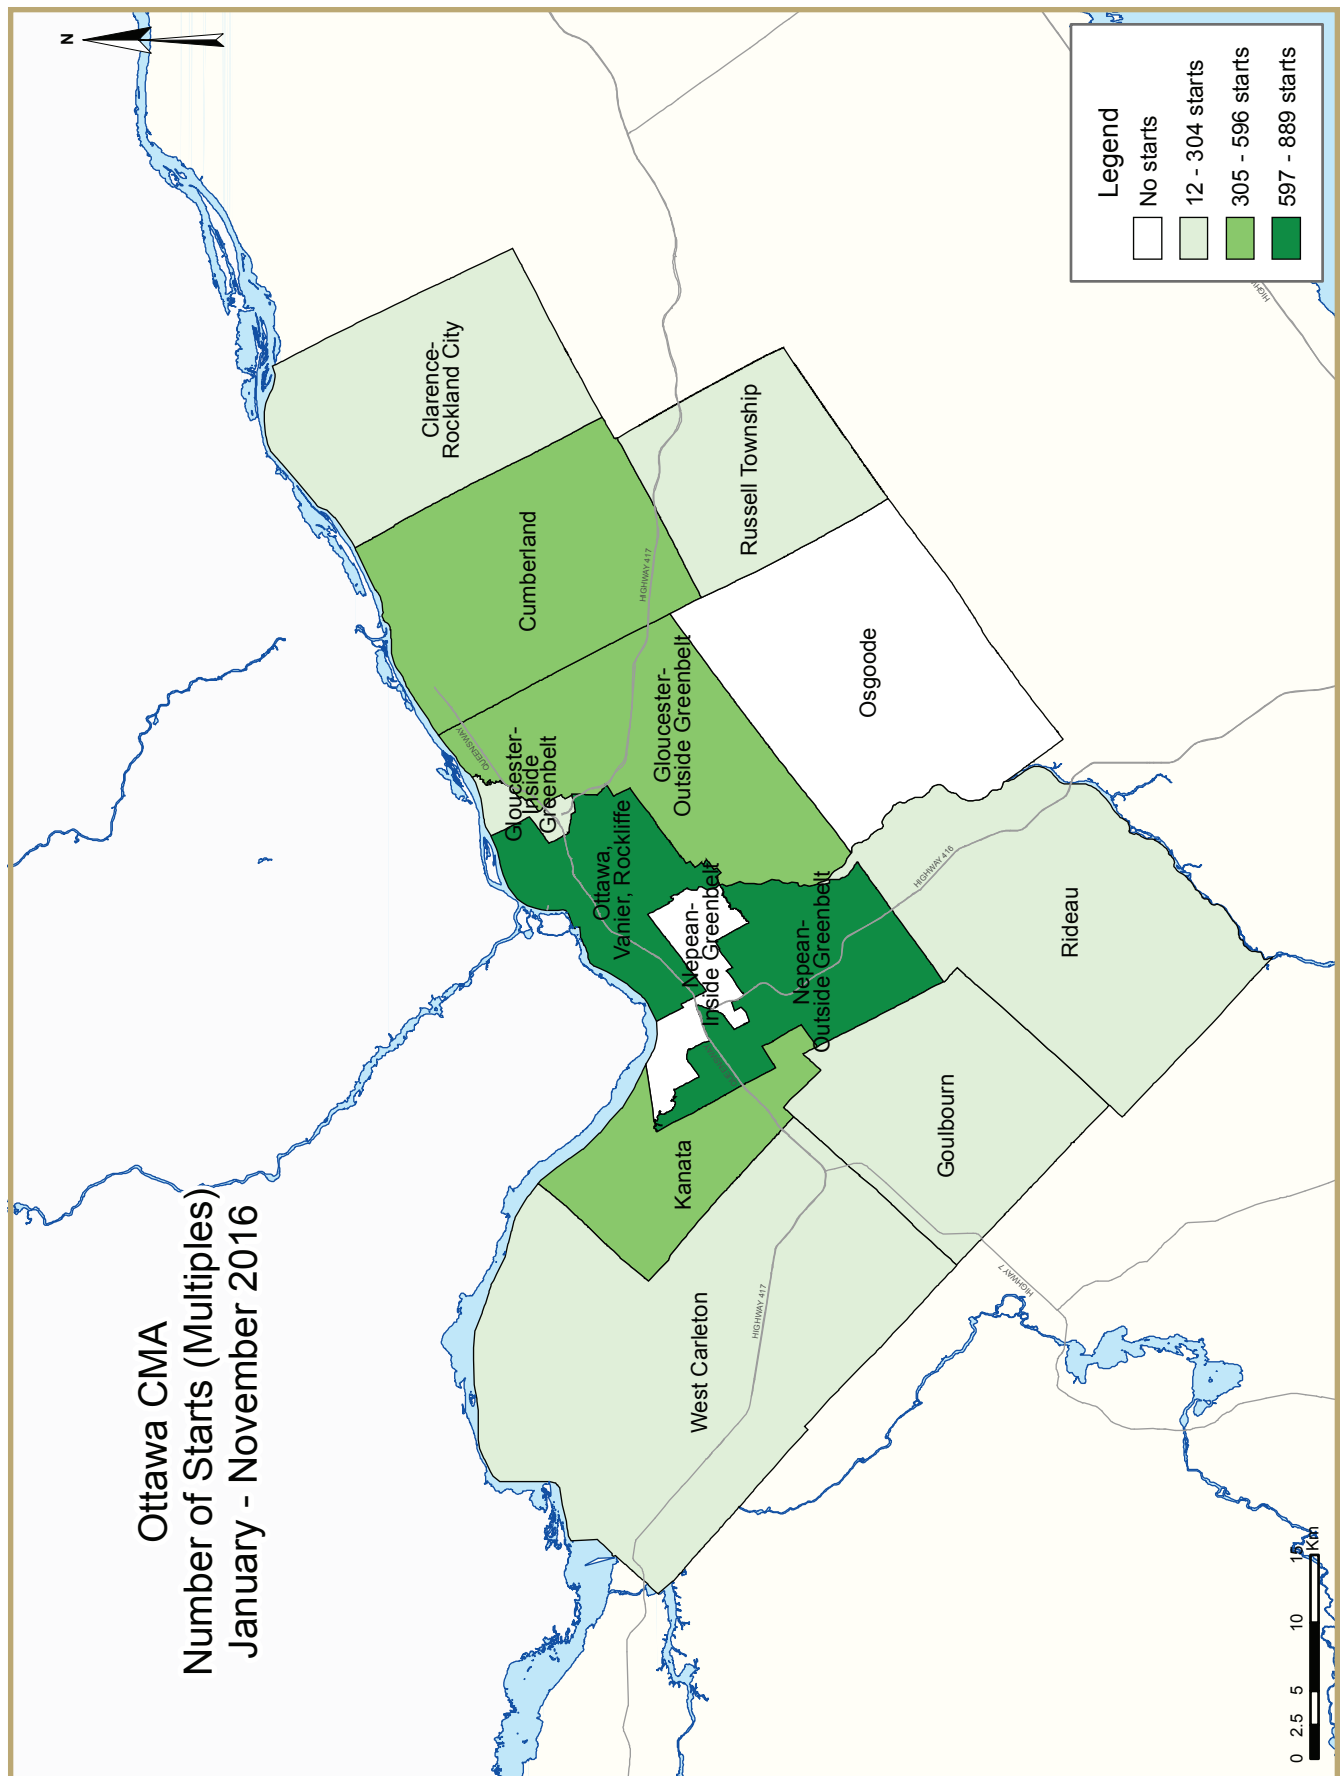 Ottawa CMA
Number of Starts (Multiples)
January - November 2016
N
Legend
No starts
12 - 304 starts
305 - 596 starts
597 - 889 starts
Clarence-
Rockland City
Cumberland
Russell Township
Osgoode
Gloucester-
Outside Greenbelt
Gloucester-
Inside
Greenbelt
Ottawa,
Vanier, Rockliffe
Nepean-
Inside Greenbelt
Nepean-
Outside Greenbelt
Rideau
Goulbourn
Kanata
West Carleton
QUEENSWAY
HIGHWAY 417
HIGHWAY 416
HIGHWAY 417
HIGHWAY 7
0 2.5 5 10 15
Km